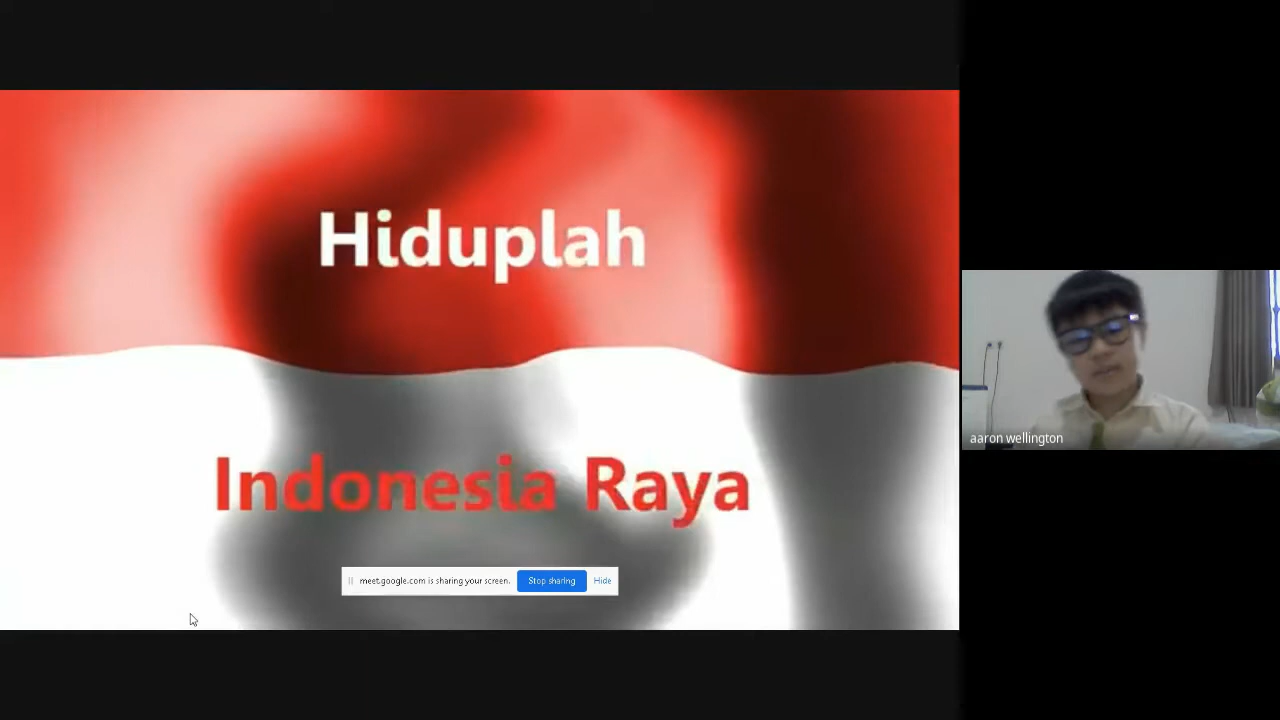 Hiduplah
Indonesia Raya
meet.google.com is sharing your screen.
Stop sharing
Hide
aaron wellington